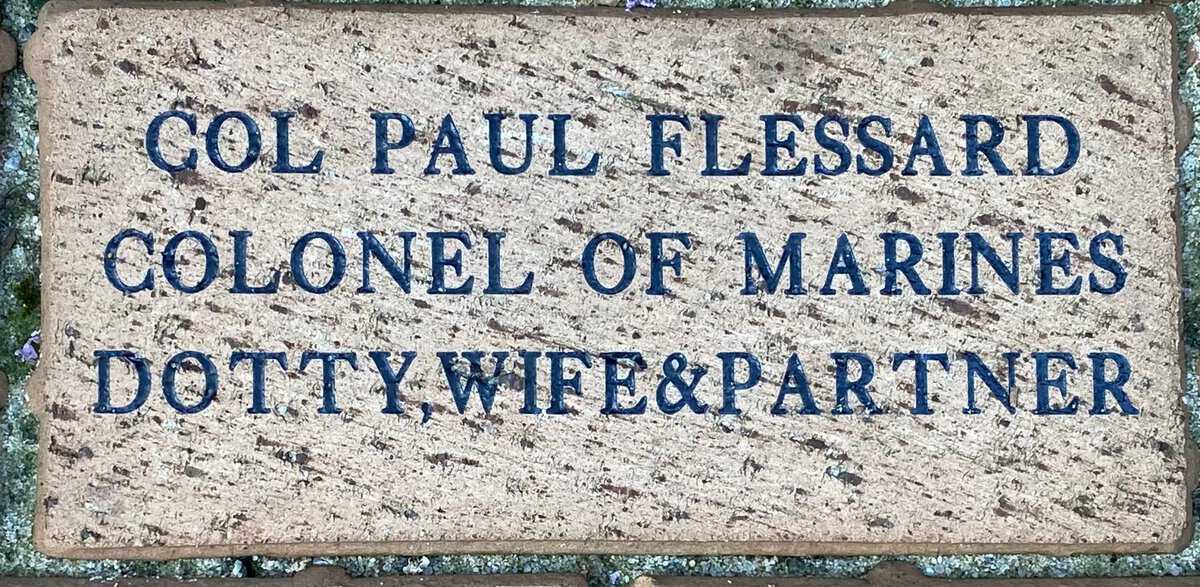 COL PAUL FLESSARD
COLONEL OF MARINES
DOTTY,WIFE&PARTNER